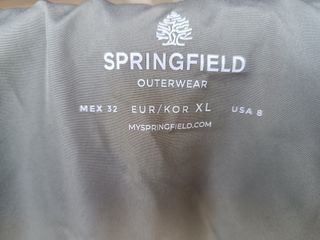 SPRINGFIELD
OUTERWEAR
MEX 32 EUR/KOR XL USA 8
MYSPRINGFIELD.COM